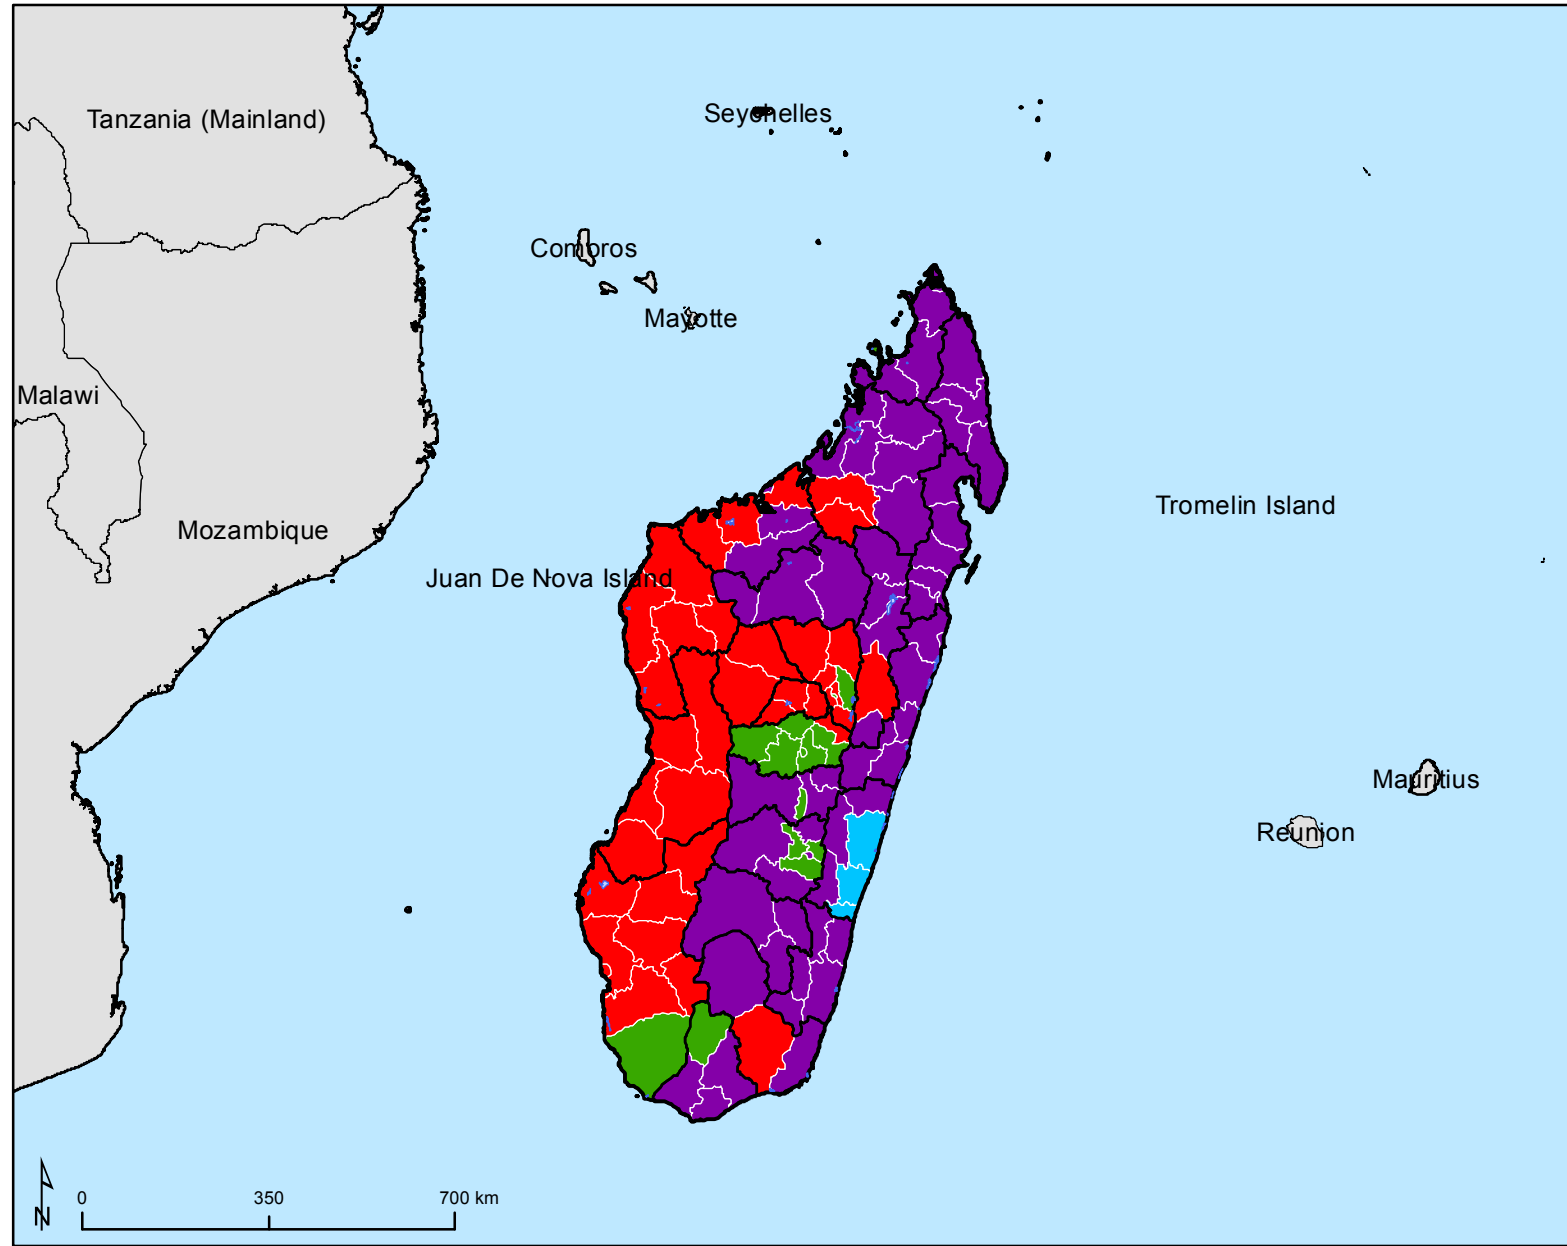 Tanzania (Mainland)
Seychelles
Comoros
Mayotte
Malawi
Mozambique
Tromelin Island
Juan De Nova Island
Mauritius
Reunion
N
0 350 700 km